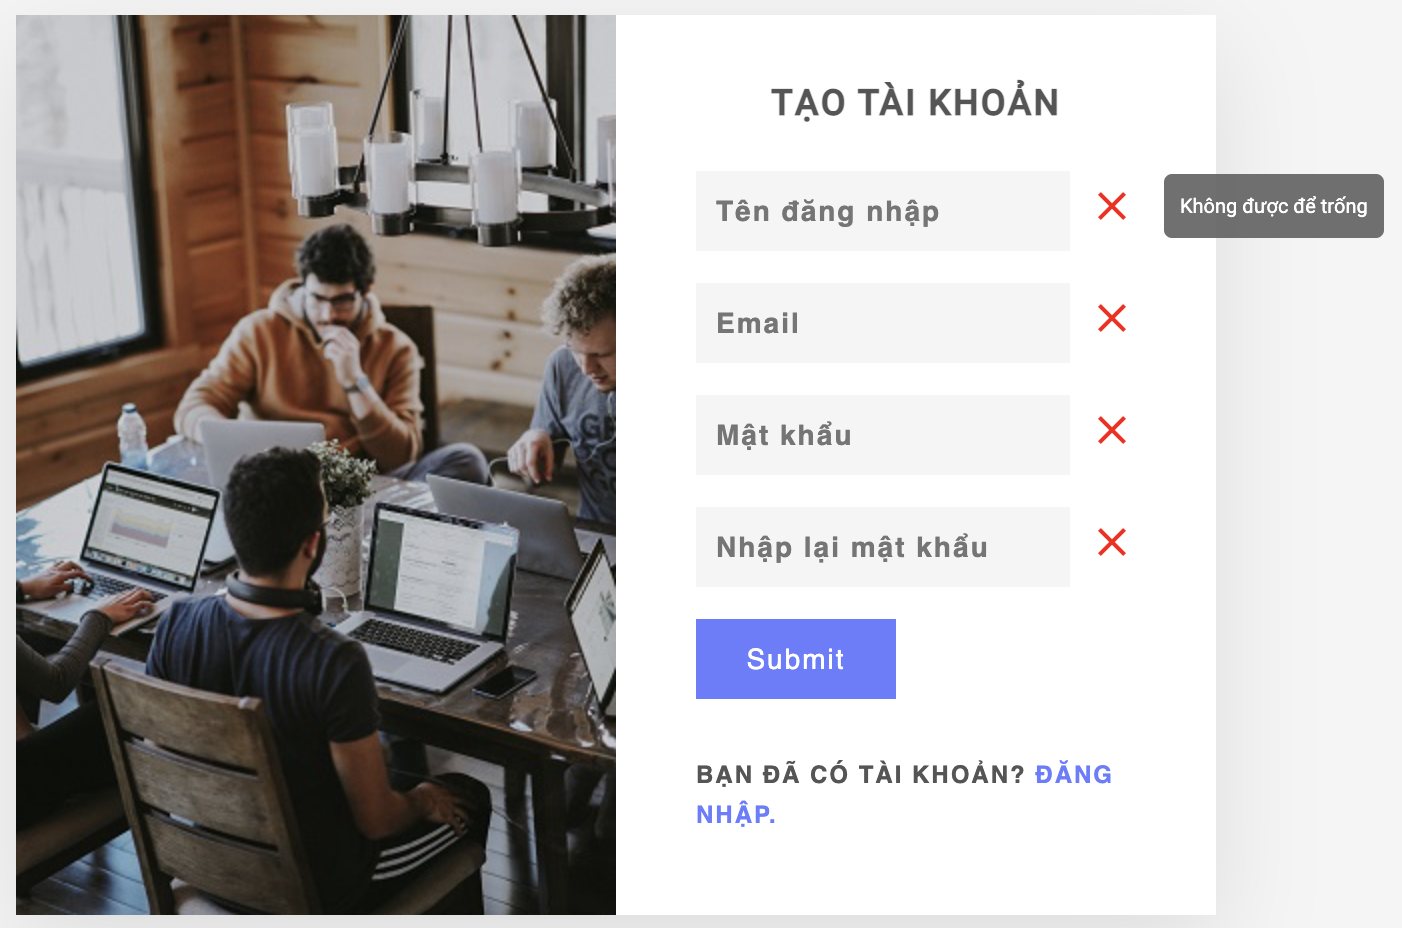 TẠO TÀI KHOẢN
Tên đăng nhập
Không được để trống
Email
Mật khẩu
Nhập lại mật khẩu
Submit
BẠN ĐÃ CÓ TÀI KHOẢN? ĐĂNG
NHẬP.